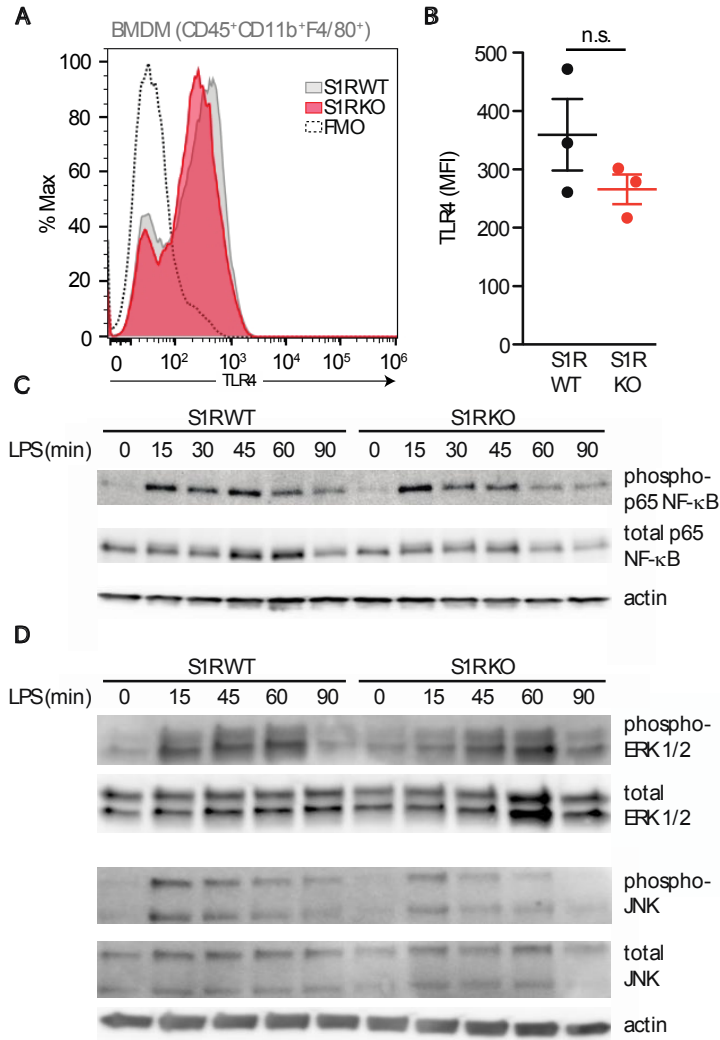 A
BMDM (CD45⁺CD11b⁺F4/80⁺)
100
80
60
40
20
0
% Max
S1RWT
S1RKO
FMO
0 10² 10³ 10⁴ 10⁵ 10⁶
TLR4
B
n.s.
500
400
300
200
100
0
TLR4 (MFI)
S1R S1R
WT KO
C
S1RWT S1RKO
LPS(min) 0 15 30 45 60 90 0 15 30 45 60 90
phospho-
p65 NF-κB
total p65
NF-κB
actin
D
S1RWT S1RKO
LPS(min) 0 15 45 60 90 0 15 45 60 90
phospho-
ERK1/2
total
ERK1/2
phospho-
JNK
total
JNK
actin